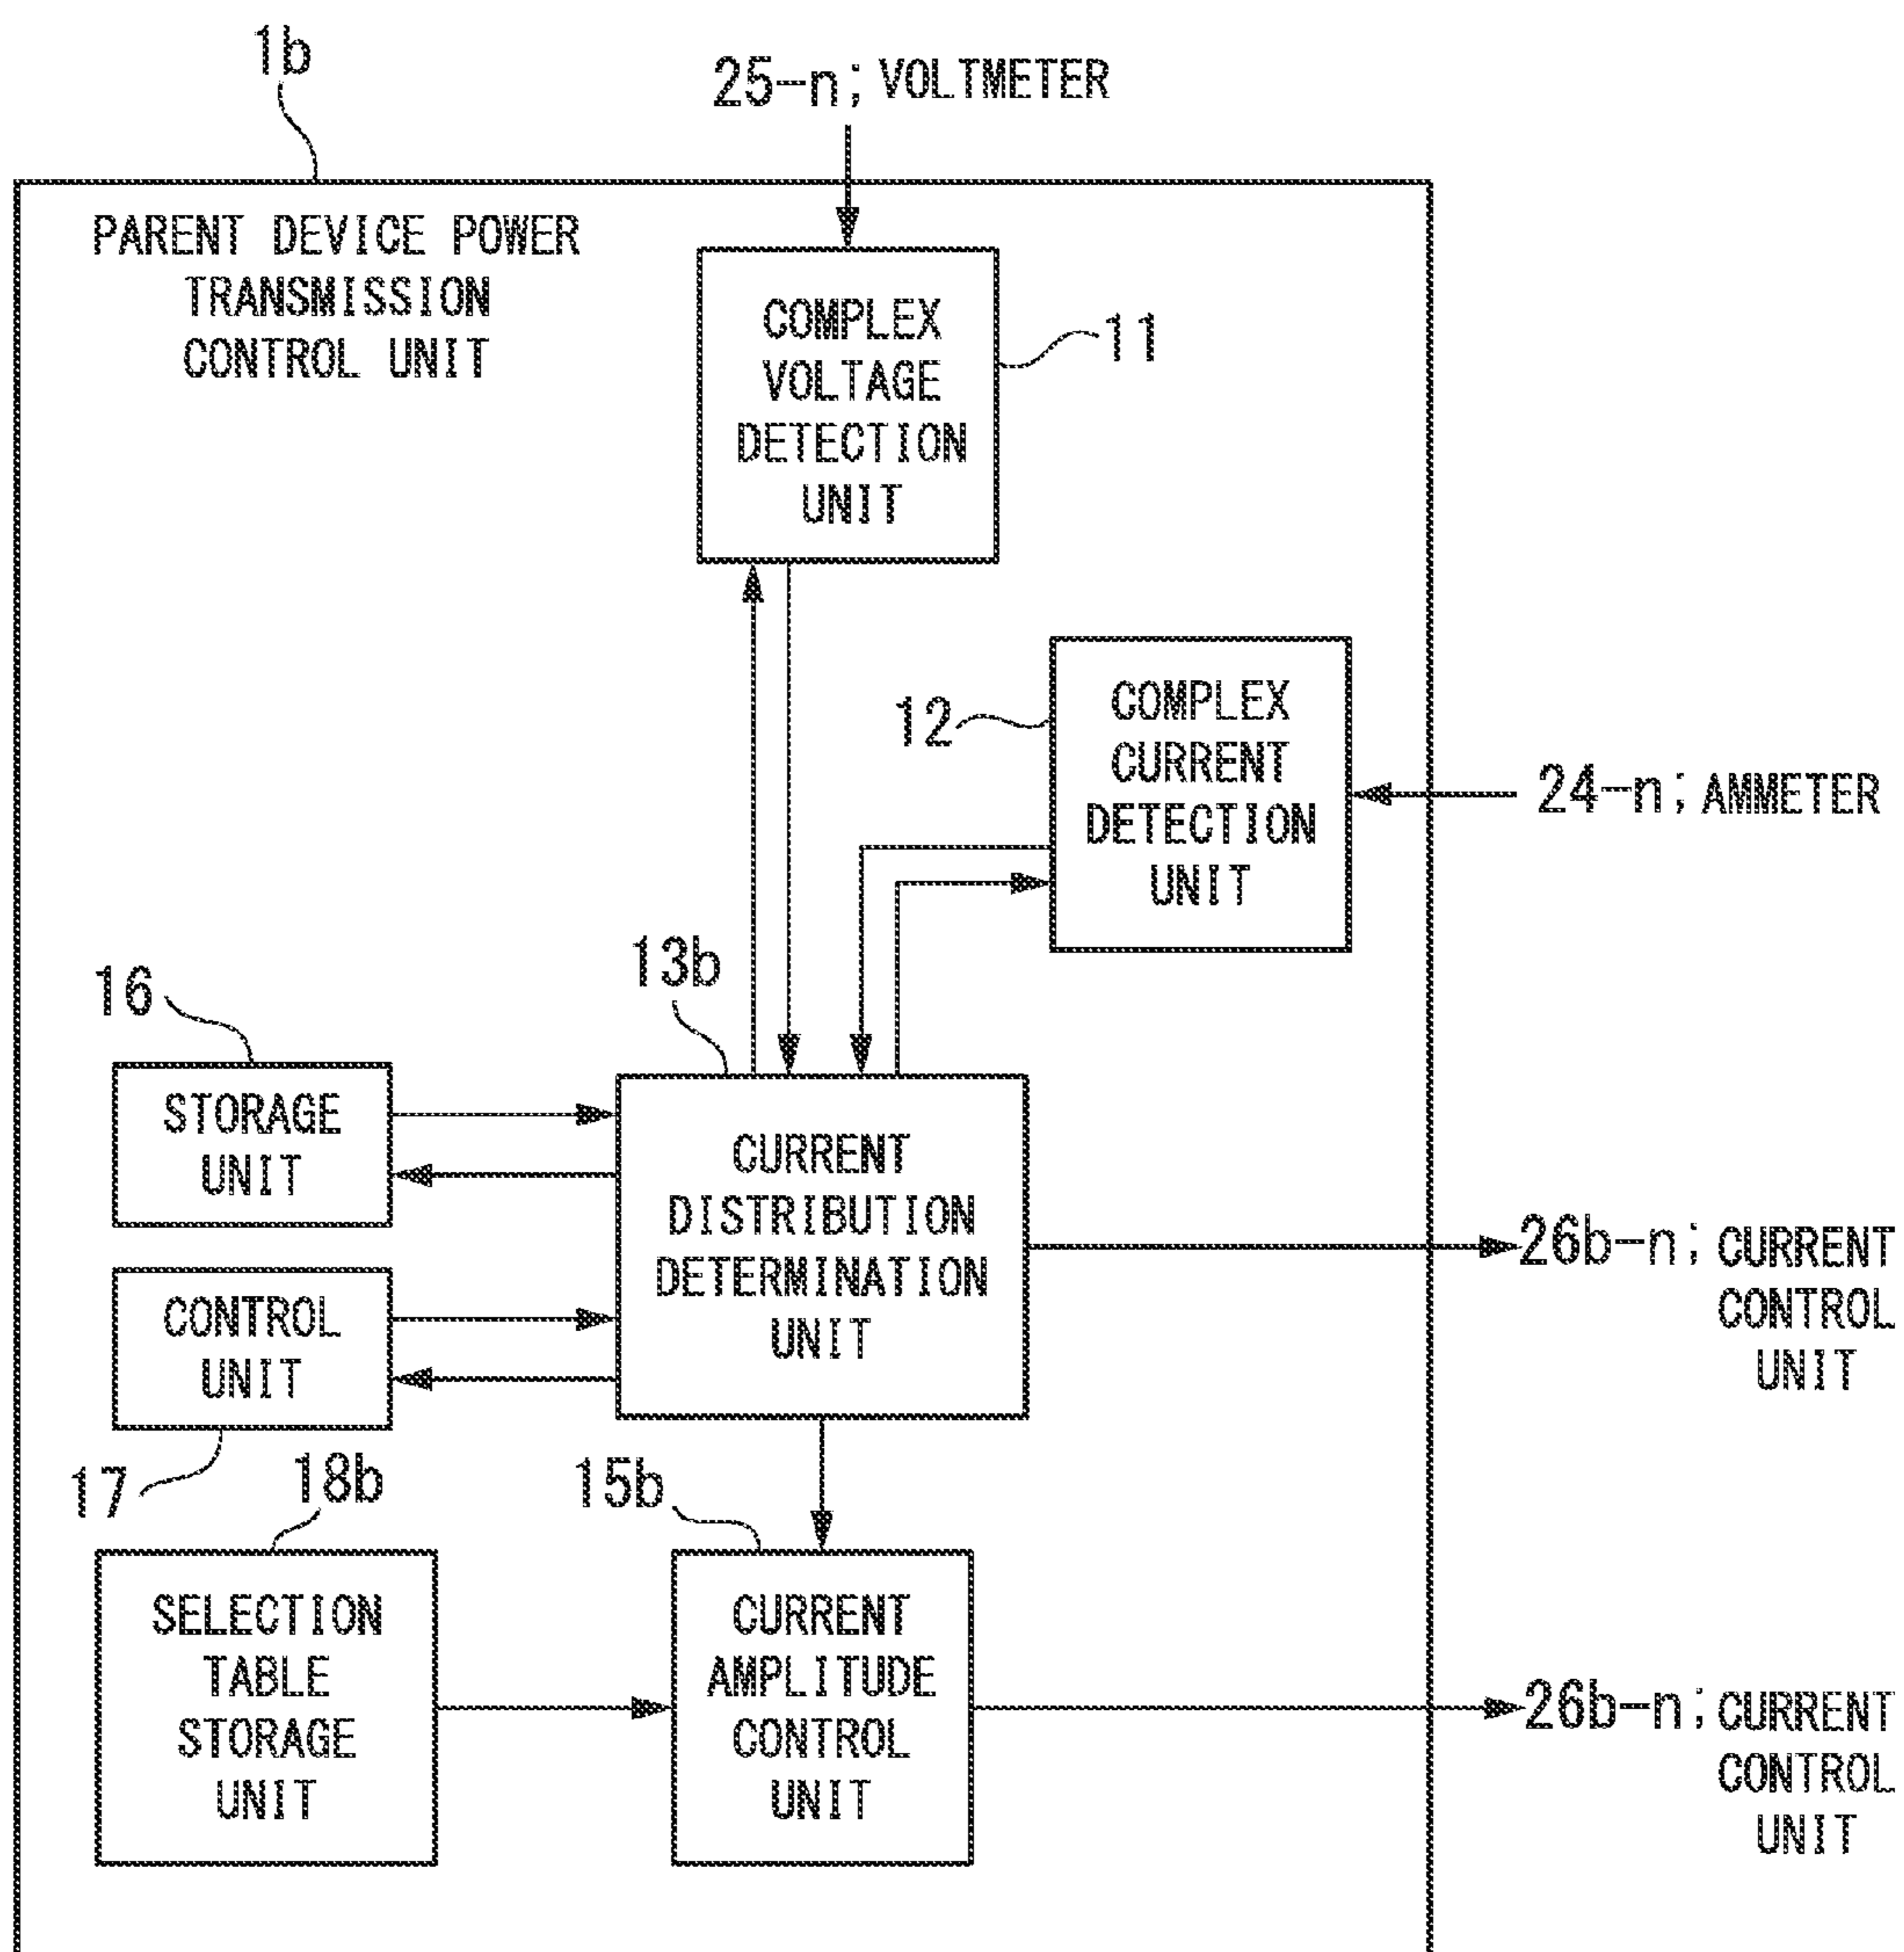 1b
25-n; VOLTMETER
PARENT DEVICE POWER
TRANSMISSION
CONTROL UNIT
COMPLEX
VOLTAGE
DETECTION
UNIT
11
12
COMPLEX
CURRENT
DETECTION
UNIT
24-n; AMMETER
13b
16
STORAGE
UNIT
CURRENT
DISTRIBUTION
DETERMINATION
UNIT
26b-n; CURRENT
CONTROL
UNIT
CONTROL
UNIT
17
18b
15b
SELECTION
TABLE
STORAGE
UNIT
CURRENT
AMPLITUDE
CONTROL
UNIT
26b-n; CURRENT
CONTROL
UNIT